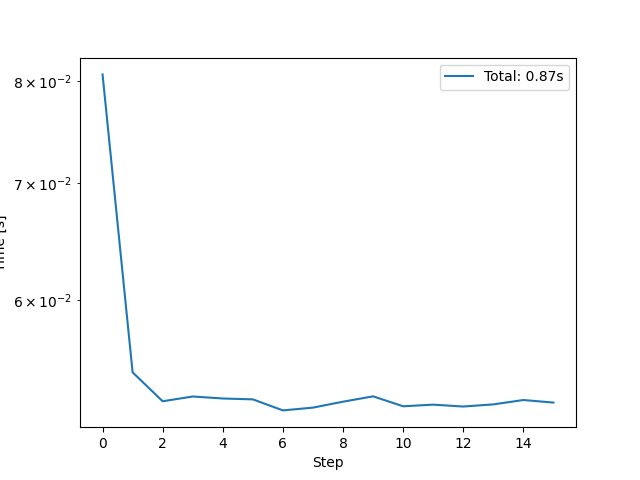 Total: 0.87s
8 × 10⁻²
7 × 10⁻²
6 × 10⁻²
[s]
0 2 4 6 8 10 12 14
Step